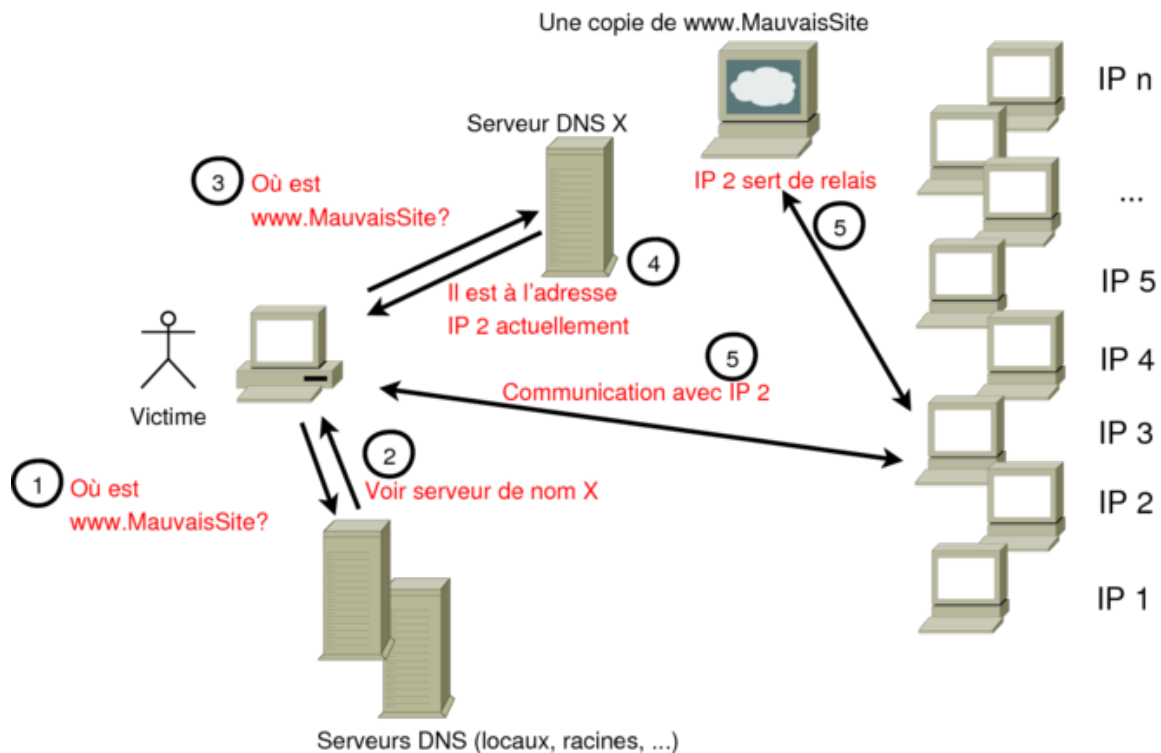 Une copie de www.MauvaisSite
IP n
Serveur DNS X
3
Où est
www.MauvaisSite?
IP 2 sert de relais
...
5
4
Il est à l'adresse
IP 2 actuellement
IP 5
IP 4
5
Communication avec IP 2
Victime
IP 3
2
Voir serveur de nom X
1
Où est
www.MauvaisSite?
IP 2
IP 1
Serveurs DNS (locaux, racines, ...)